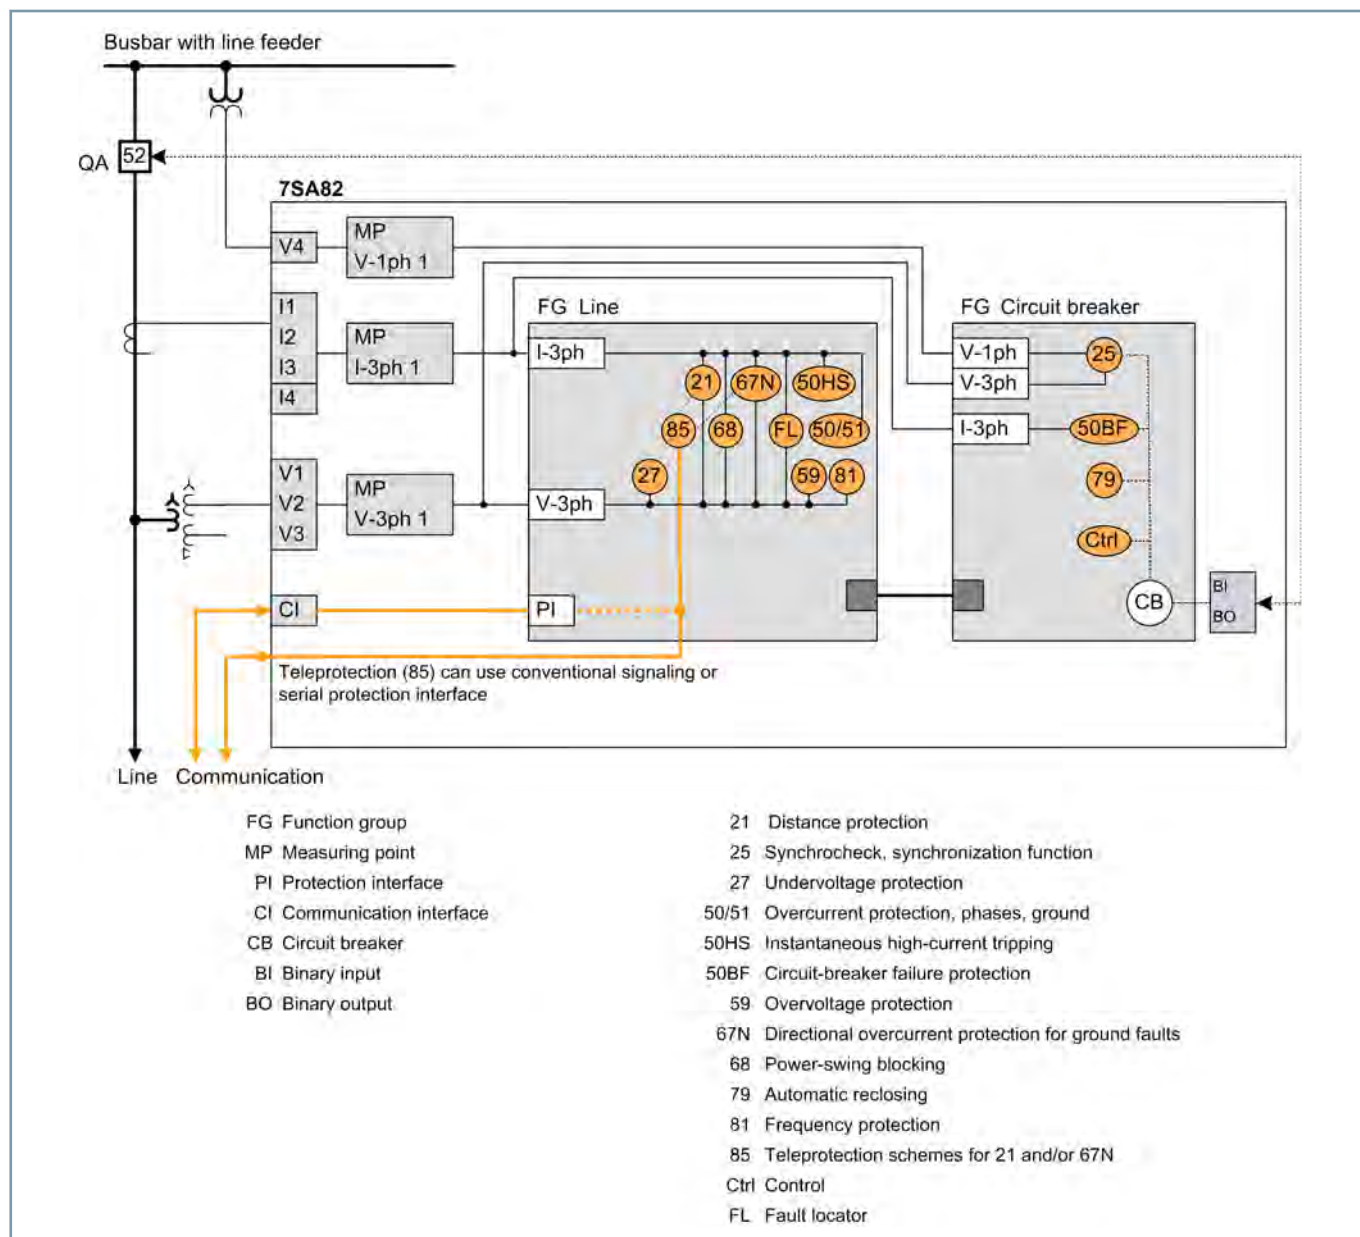 Busbar with line feeder
52
QA
7SA82
V4
MP
V-1ph 1
I1
I2
I3
I4
MP
I-3ph 1
V1
V2
V3
MP
V-3ph 1
CI
FG Line
I-3ph
21
67N
50HS
85
68
FL
50/51
27
59
81
V-3ph
PI
FG Circuit breaker
V-1ph
V-3ph
I-3ph
25
50BF
79
Ctrl
CB
BI
BO
Teleprotection (85) can use conventional signaling or
serial protection interface
Line
Communication
FG Function group
MP Measuring point
PI Protection interface
CI Communication interface
CB Circuit breaker
BI Binary input
BO Binary output
21 Distance protection
25 Synchrocheck, synchronization function
27 Undervoltage protection
50/51 Overcurrent protection, phases, ground
50HS Instantaneous high-current tripping
50BF Circuit-breaker failure protection
59 Overvoltage protection
67N Directional overcurrent protection for ground faults
68 Power-swing blocking
79 Automatic reclosing
81 Frequency protection
85 Teleprotection schemes for 21 and/or 67N
Ctrl Control
FL Fault locator